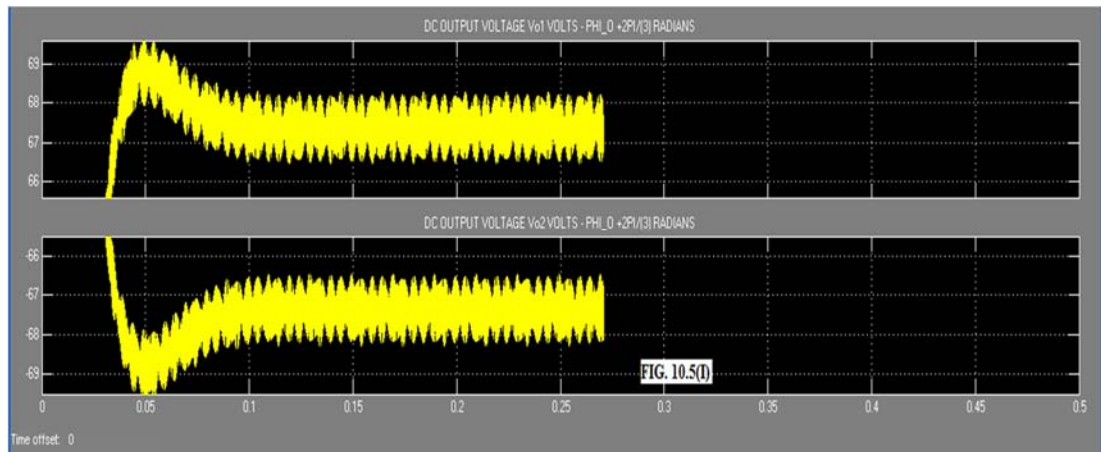 DC OUTPUT VOLTAGE Vo1 VOLTS - PHI_O +2PI/(3) RADIANS
69
68
67
66
DC OUTPUT VOLTAGE Vo2 VOLTS - PHI_O +2PI/(3) RADIANS
-66
-67
-68
-69
FIG. 10.5(I)
0 0.05 0.1 0.15 0.2 0.25 0.3 0.35 0.4 0.45 0.5
Time offset: 0